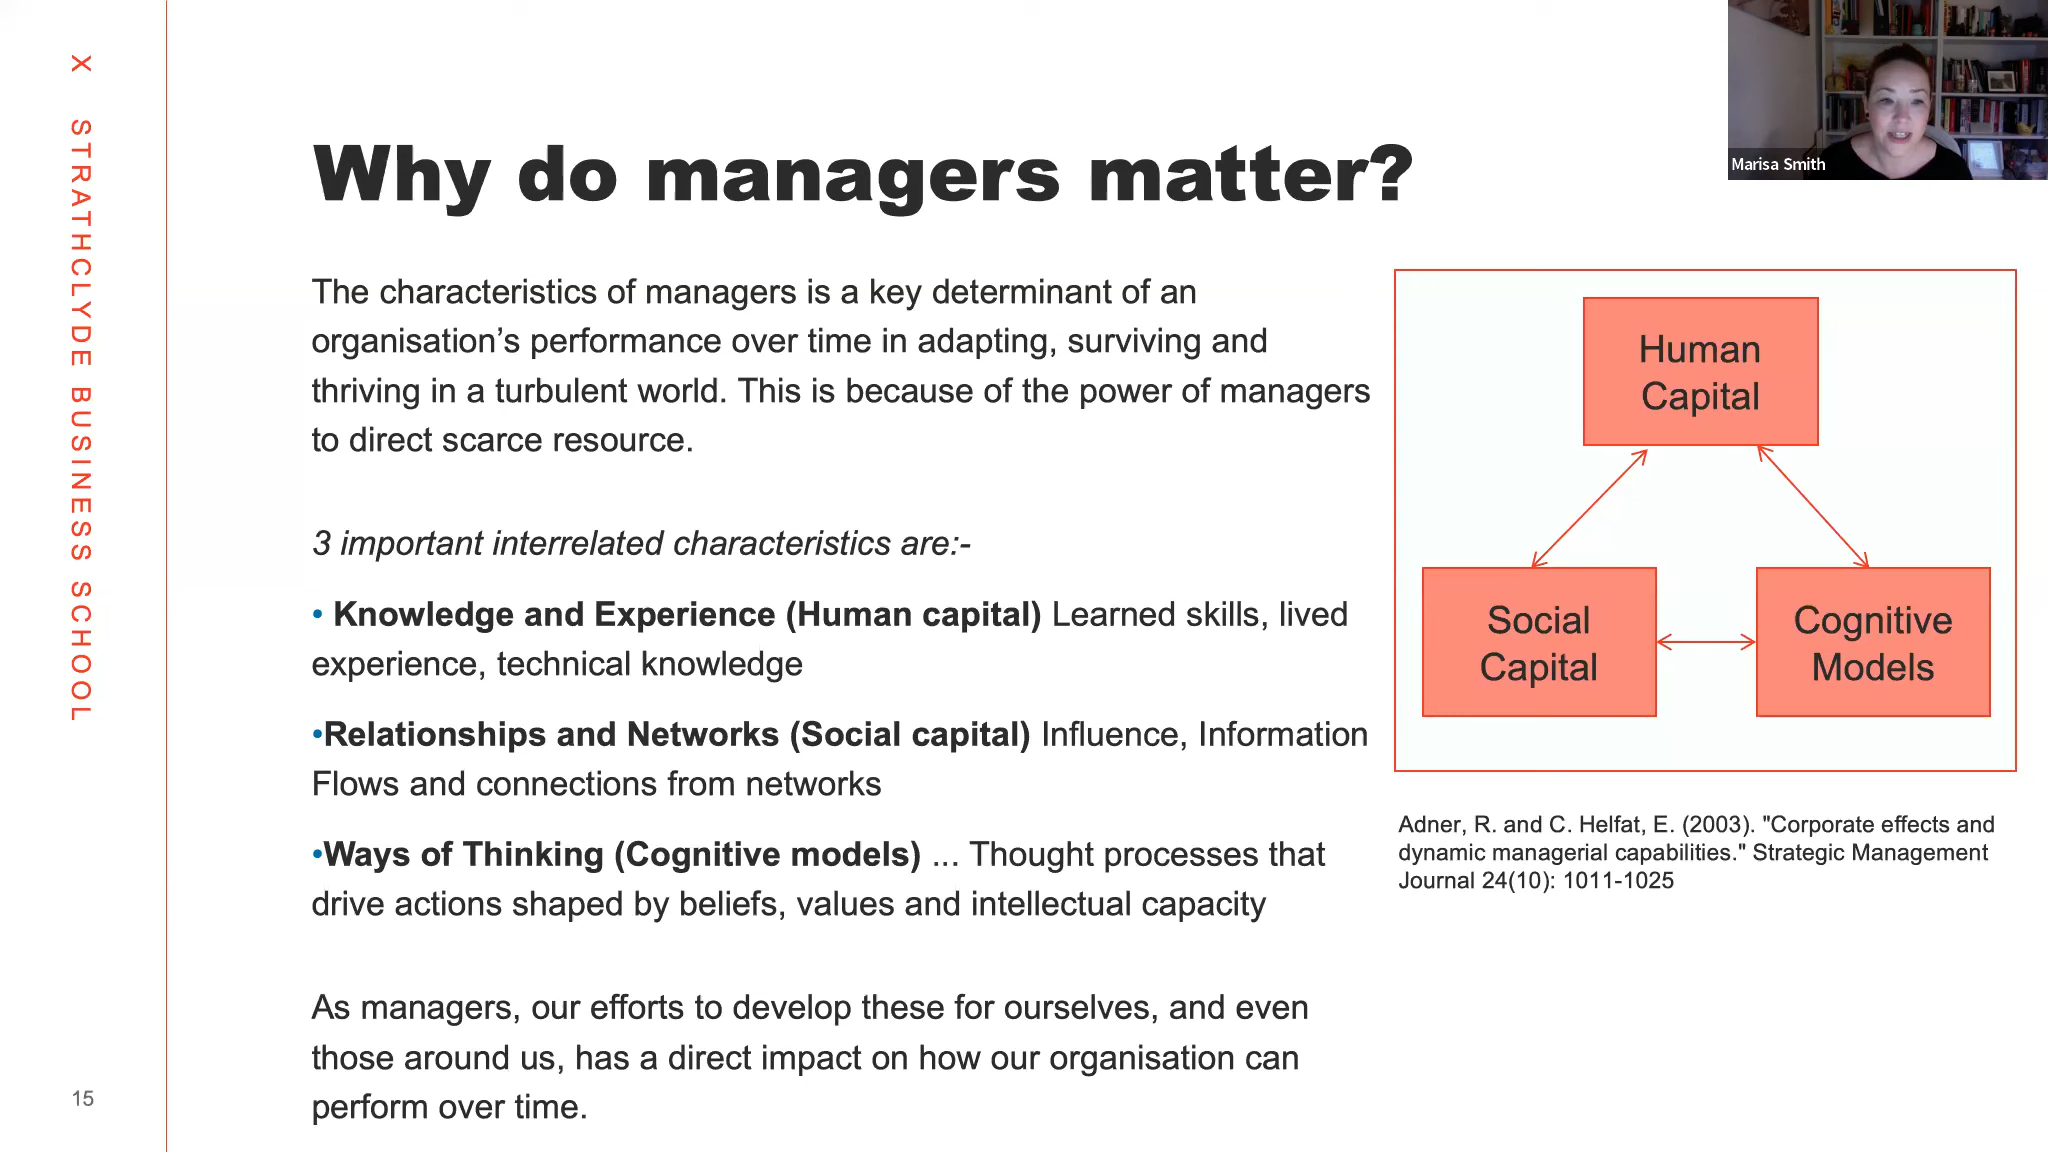 X STRATHCLYDE BUSINESS SCHOOL
Marisa Smith
Why do managers matter?
The characteristics of managers is a key determinant of an
organisation’s performance over time in adapting, surviving and
thriving in a turbulent world. This is because of the power of managers
to direct scarce resource.
3 important interrelated characteristics are:-
• Knowledge and Experience (Human capital) Learned skills, lived
experience, technical knowledge
•Relationships and Networks (Social capital) Influence, Information
Flows and connections from networks
•Ways of Thinking (Cognitive models) ... Thought processes that
drive actions shaped by beliefs, values and intellectual capacity
As managers, our efforts to develop these for ourselves, and even
those around us, has a direct impact on how our organisation can
perform over time.
Human
Capital
Social
Capital
Cognitive
Models
Adner, R. and C. Helfat, E. (2003). "Corporate effects and
dynamic managerial capabilities." Strategic Management
Journal 24(10): 1011-1025
15